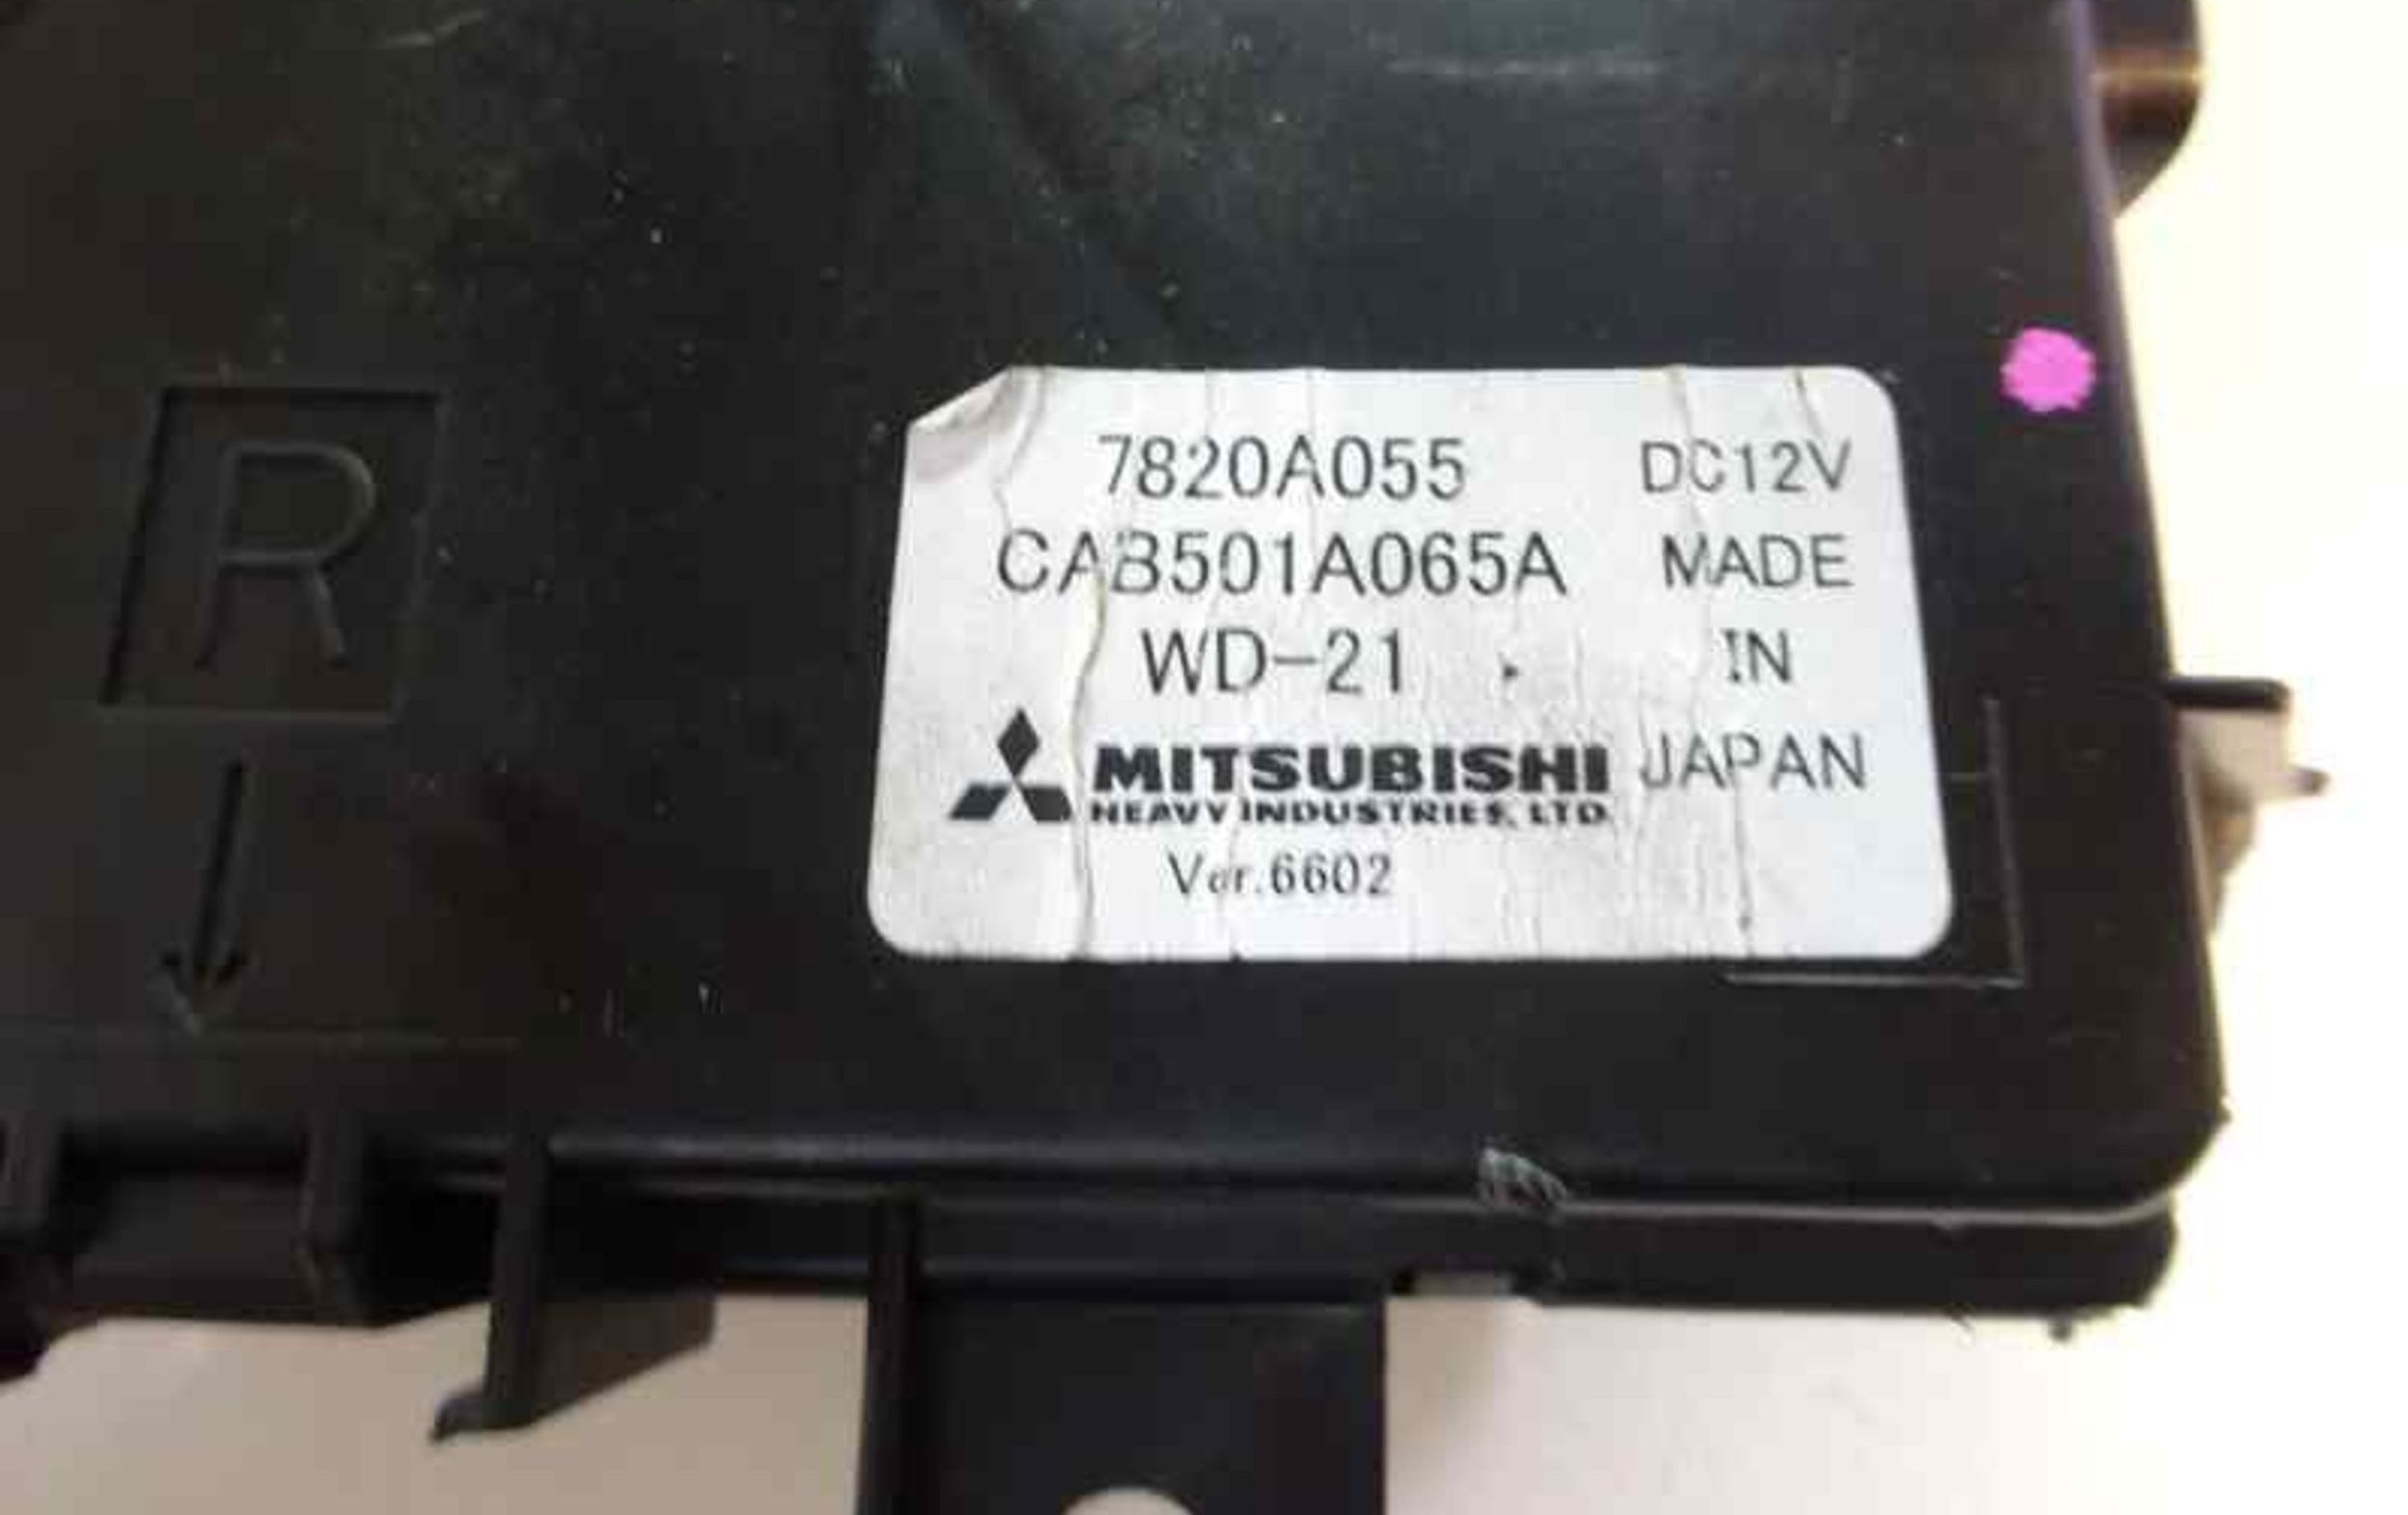 R
7820A055 DC12V
CAB501A065A MADE
WD-21 IN
MITSUBISHI JAPAN
HEAVY INDUSTRIES, LTD.
Ver.6602